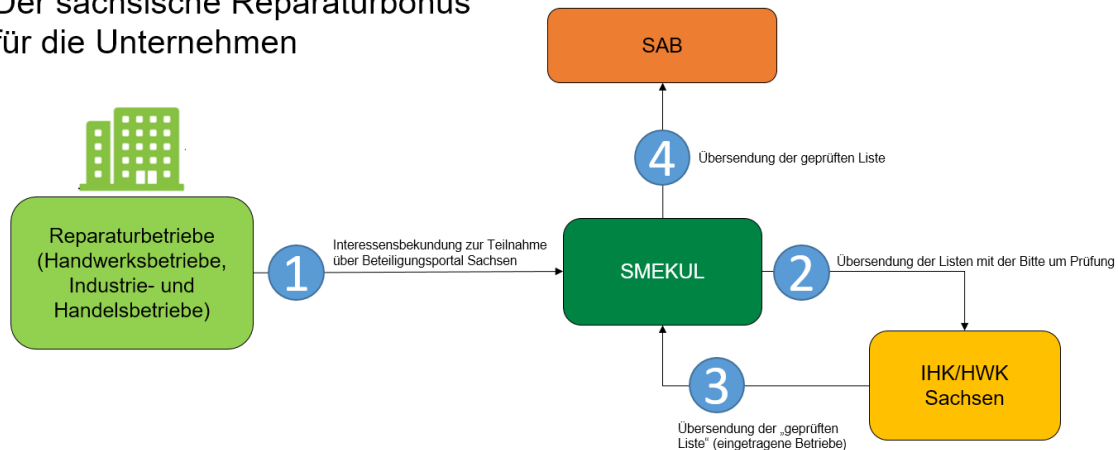 Der sächsische Reparaturbonus
für die Unternehmen
SAB
4
Übersendung der geprüften Liste
Reparaturbetriebe
(Handwerksbetriebe,
Industrie- und
Handelsbetriebe)
1
Interessensbekundung zur Teilnahme
über Beteiligungsportal Sachsen
SMEKUL
2
Übersendung der Listen mit der Bitte um Prüfung
IHK/HWK
Sachsen
3
Übersendung der „geprüften
Liste“ (eingetragene Betriebe)